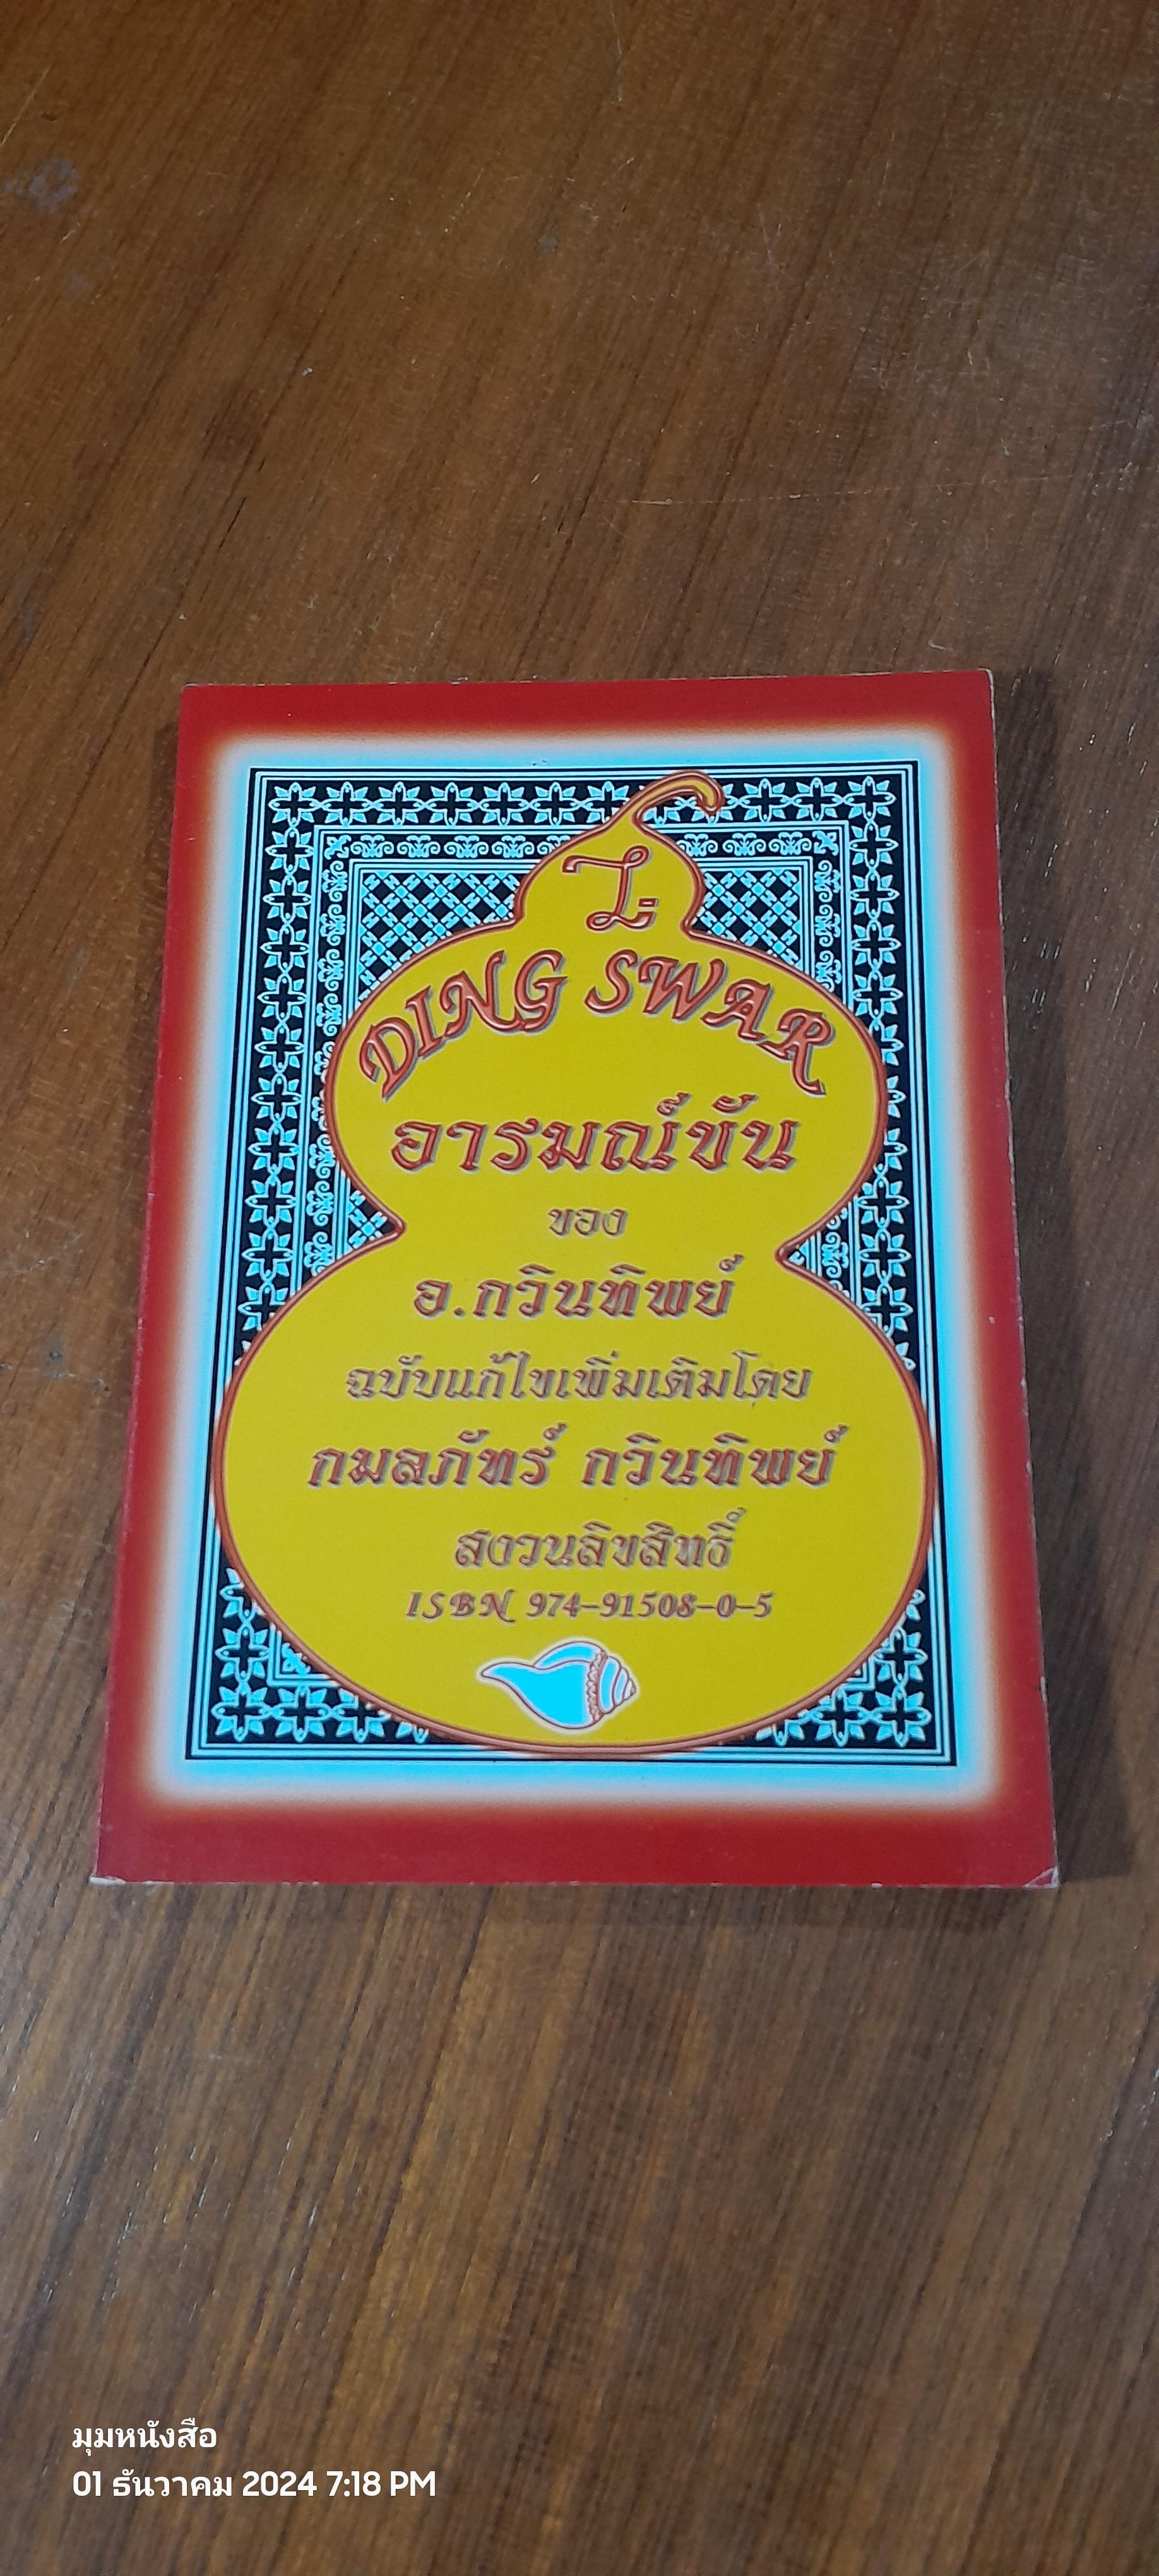 DING SWAR
อารมณ์ขัน
ของ
อ.กวินทิพย์
ฉบับแก้ไขเพิ่มเติมโดย
กมลภัทร์ กวินทิพย์
สงวนลิขสิทธิ์
ISBN 974-91508-0-5
มุมหนังสือ
01 ธันวาคม 2024 7:18 PM